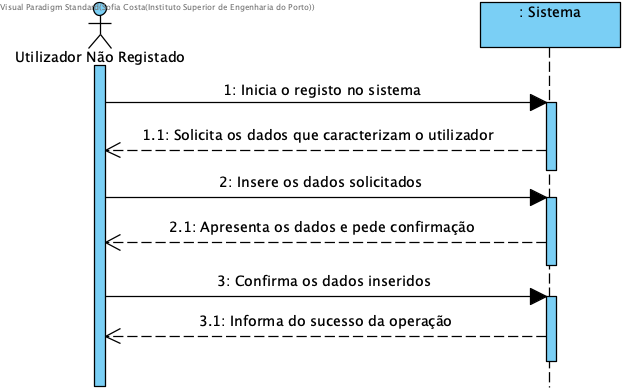 Visual Paradigm Standard(Sofia Costa(Instituto Superior de Engenharia do Porto))
: Sistema
Utilizador Não Registado
1: Inicia o registo no sistema
1.1: Solicita os dados que caracterizam o utilizador
2: Insere os dados solicitados
2.1: Apresenta os dados e pede confirmação
3: Confirma os dados inseridos
3.1: Informa do sucesso da operação